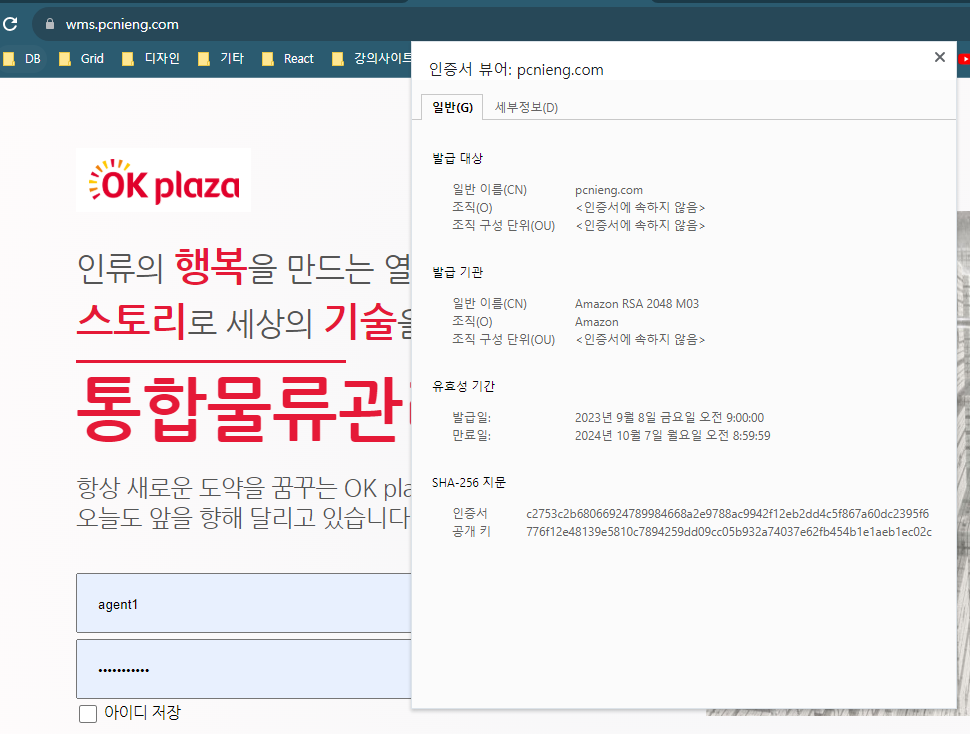 wms.pcnieng.com
DB Grid 디자인 기타 React 강의사이트
인증서 뷰어: pcnieng.com
일반(G) 세부정보(D)
발급 대상
일반 이름(CN) pcnieng.com
조직(O) <인증서에 속하지 않음>
조직 구성 단위(OU) <인증서에 속하지 않음>
발급 기관
일반 이름(CN) Amazon RSA 2048 M03
조직(O) Amazon
조직 구성 단위(OU) <인증서에 속하지 않음>
유효성 기간
발급일: 2023년 9월 8일 금요일 오전 9:00:00
만료일: 2024년 10월 7일 월요일 오전 8:59:59
SHA-256 지문
인증서 c2753c2b68066924789984668a2e9788ac9942f12eb2dd4c5f867a60dc2395f6
공개 키 776f12e48139e5810c7894259dd09cc05b932a74037e62fb454b1e1aeb1ec02c
OK plaza
인류의 행복을 만드는 열
스토리로 세상의 기술을
통합물류관
항상 새로운 도약을 꿈꾸는 OK pla
오늘도 앞을 향해 달리고 있습니다
agent1
•••••••••••
아이디 저장